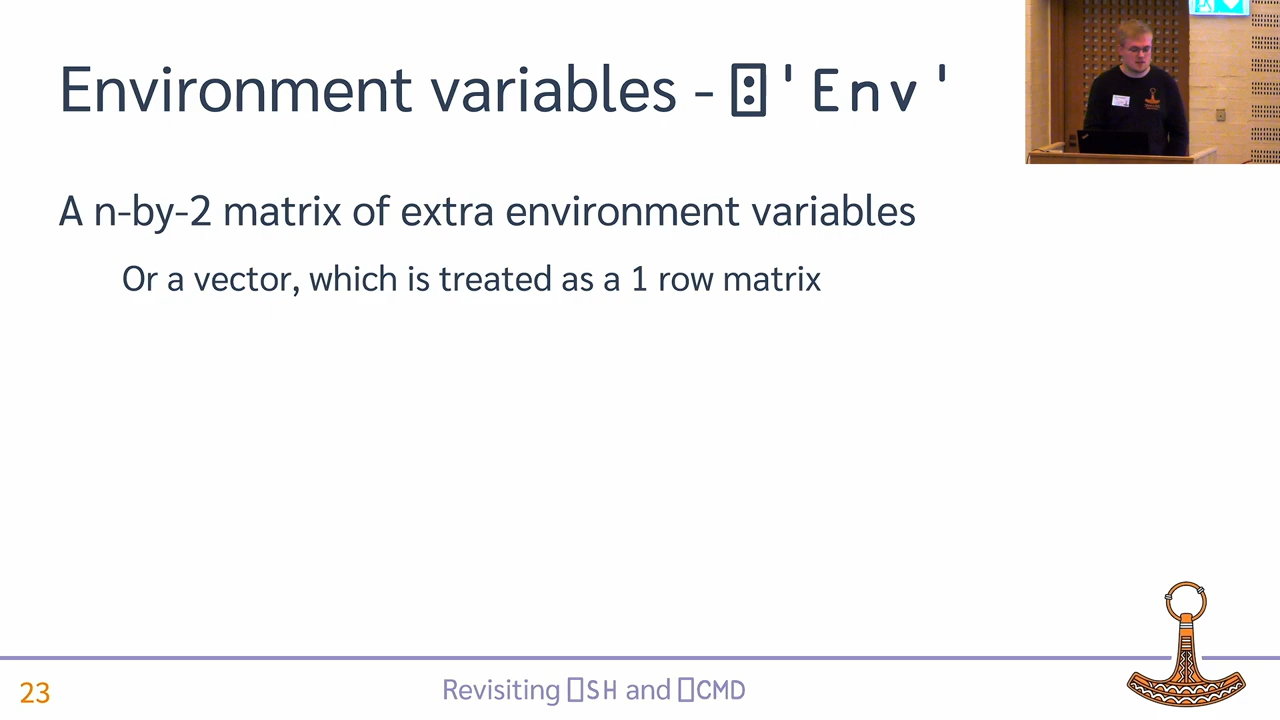 Environment variables - ⍠'Env'
A n-by-2 matrix of extra environment variables
Or a vector, which is treated as a 1 row matrix
23
Revisiting ⎕SH and ⎕CMD